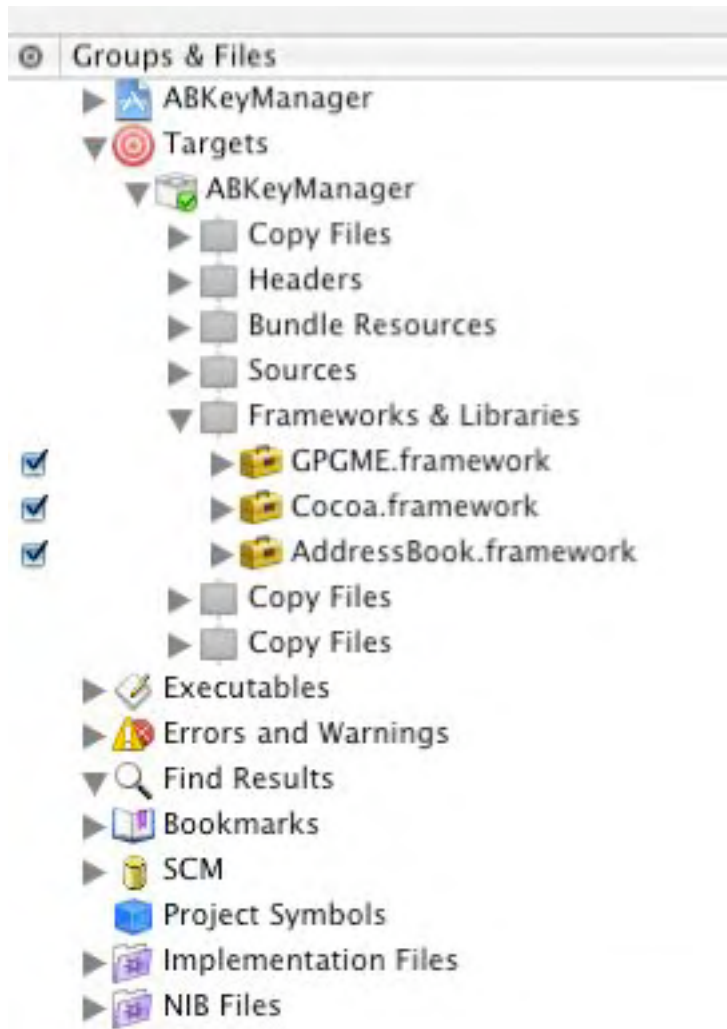 Groups & Files
ABKeyManager
Targets
ABKeyManager
Copy Files
Headers
Bundle Resources
Sources
Frameworks & Libraries
GPGME.framework
Cocoa.framework
AddressBook.framework
Copy Files
Copy Files
Executables
Errors and Warnings
Find Results
Bookmarks
SCM
Project Symbols
Implementation Files
NIB Files